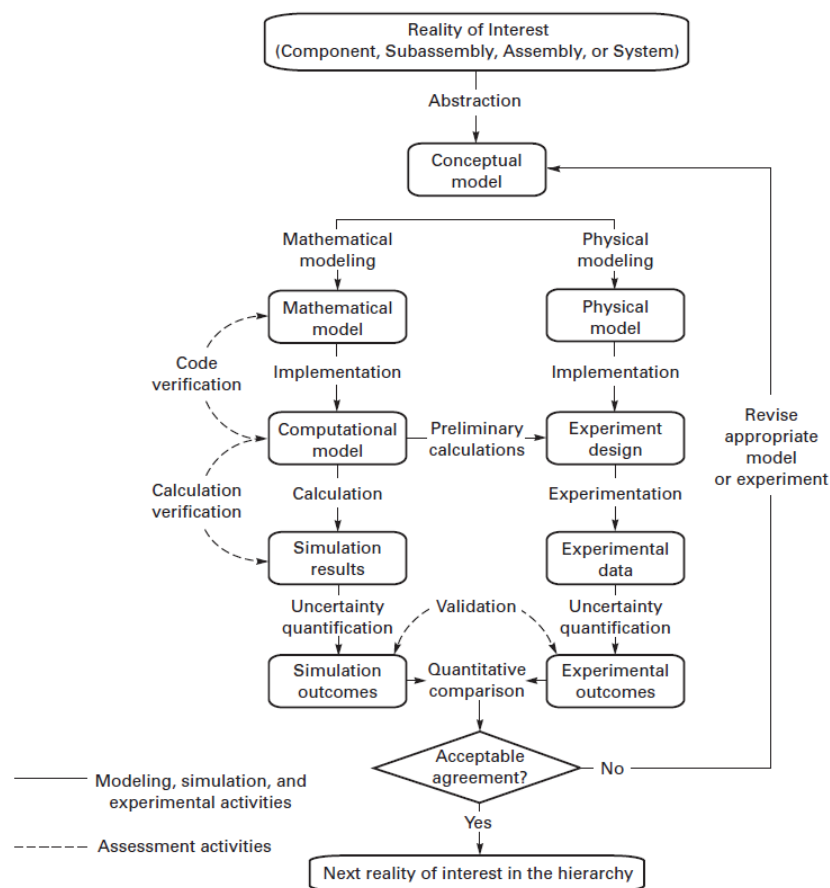 Reality of Interest
(Component, Subassembly, Assembly, or System)
Abstraction
Conceptual
model
Mathematical
modeling
Physical
modeling
Mathematical
model
Physical
model
Code
verification
Implementation
Implementation
Revise
appropriate
model
or experiment
Computational
model
Preliminary
calculations
Experiment
design
Calculation
verification
Calculation
Experimentation
Simulation
results
Experimental
data
Uncertainty
quantification
Validation
Uncertainty
quantification
Simulation
outcomes
Quantitative
comparison
Experimental
outcomes
Acceptable
agreement?
No
Modeling, simulation, and
experimental activities
Yes
Assessment activities
Next reality of interest in the hierarchy